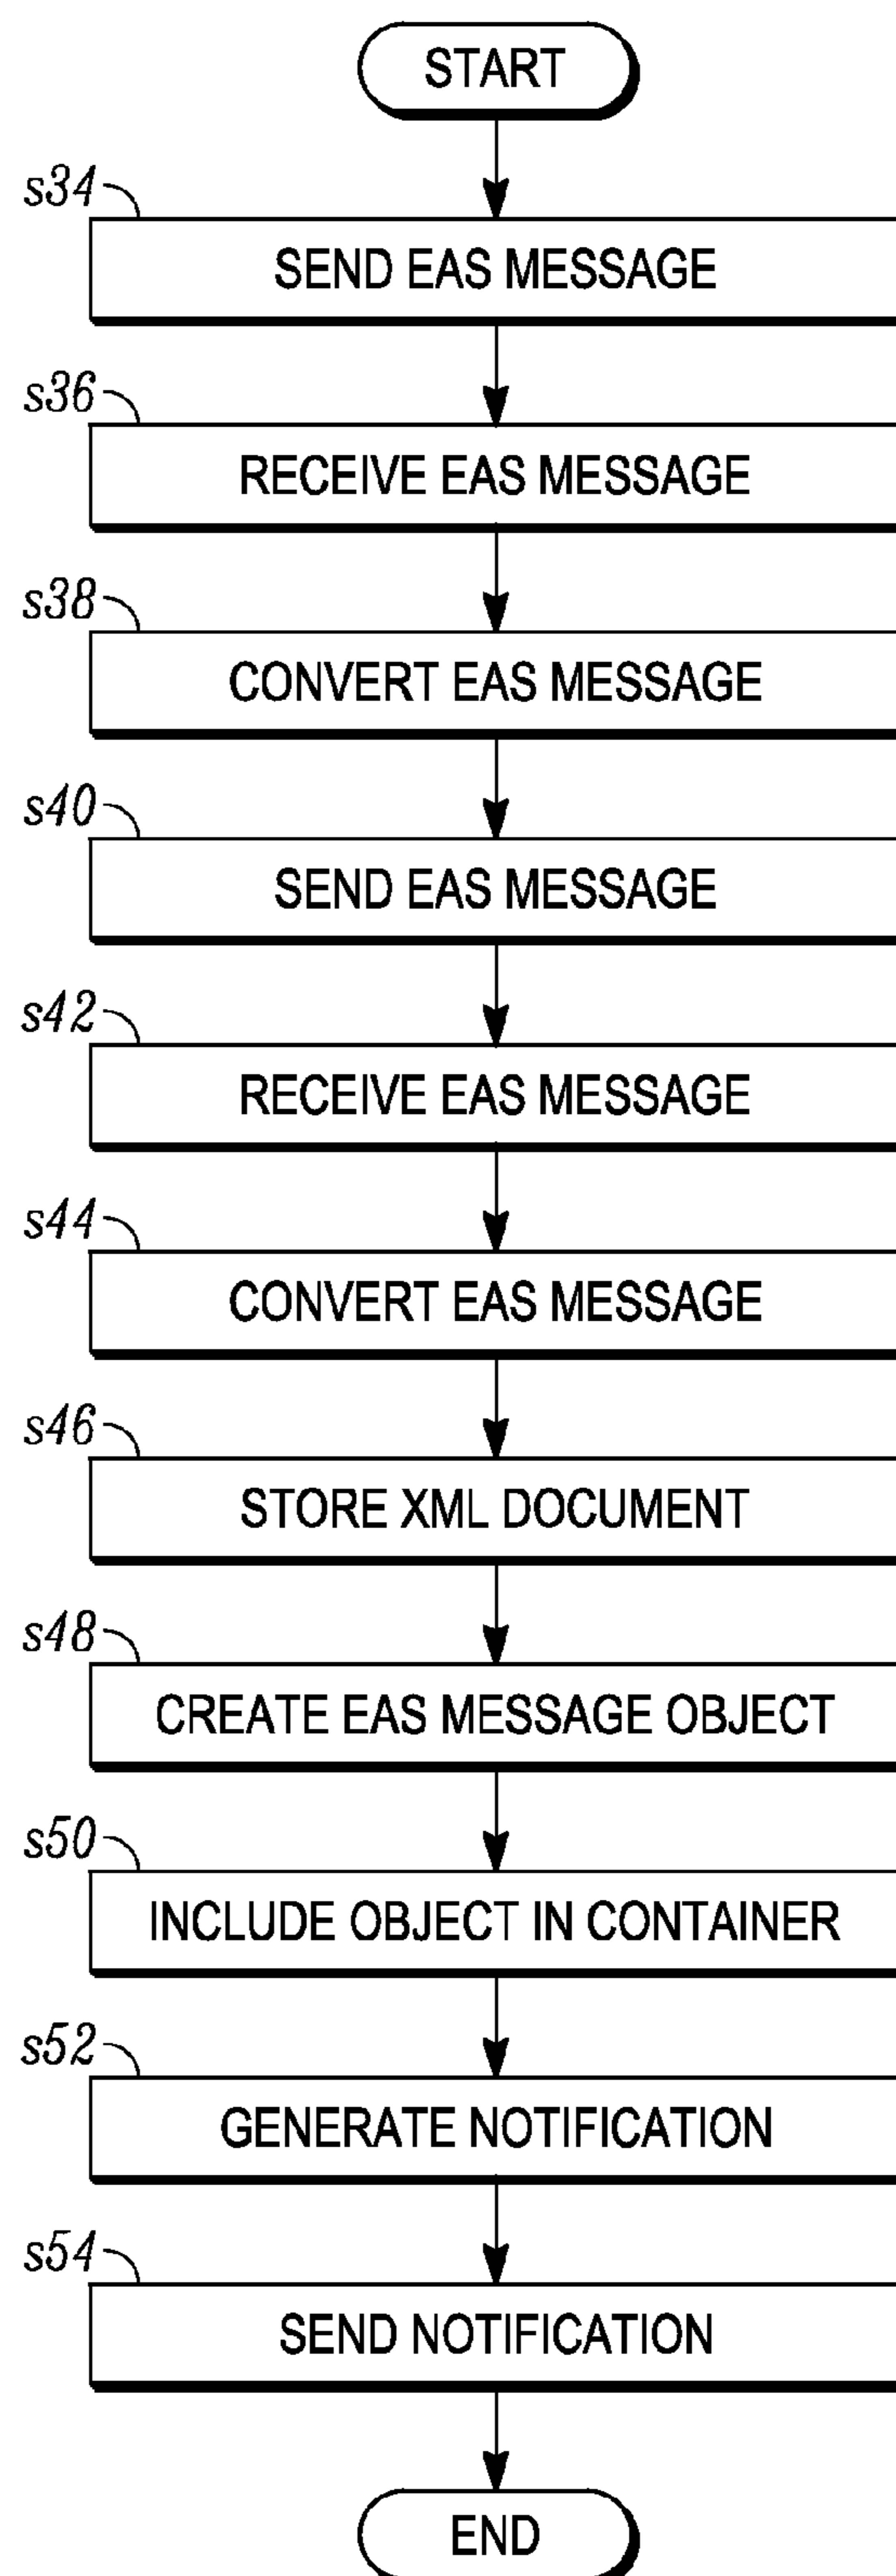 START
s34
SEND EAS MESSAGE
s36
RECEIVE EAS MESSAGE
s38
CONVERT EAS MESSAGE
s40
SEND EAS MESSAGE
s42
RECEIVE EAS MESSAGE
s44
CONVERT EAS MESSAGE
s46
STORE XML DOCUMENT
s48
CREATE EAS MESSAGE OBJECT
s50
INCLUDE OBJECT IN CONTAINER
s52
GENERATE NOTIFICATION
s54
SEND NOTIFICATION
END